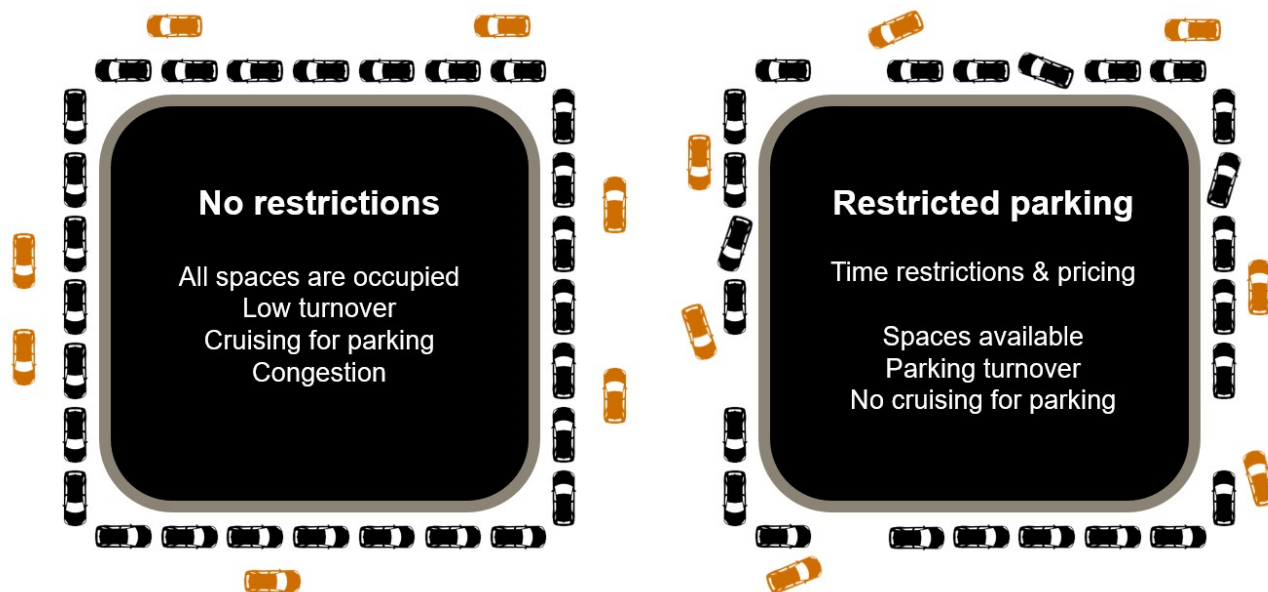 No restrictions
All spaces are occupied
Low turnover
Cruising for parking
Congestion
Restricted parking
Time restrictions & pricing
Spaces available
Parking turnover
No cruising for parking